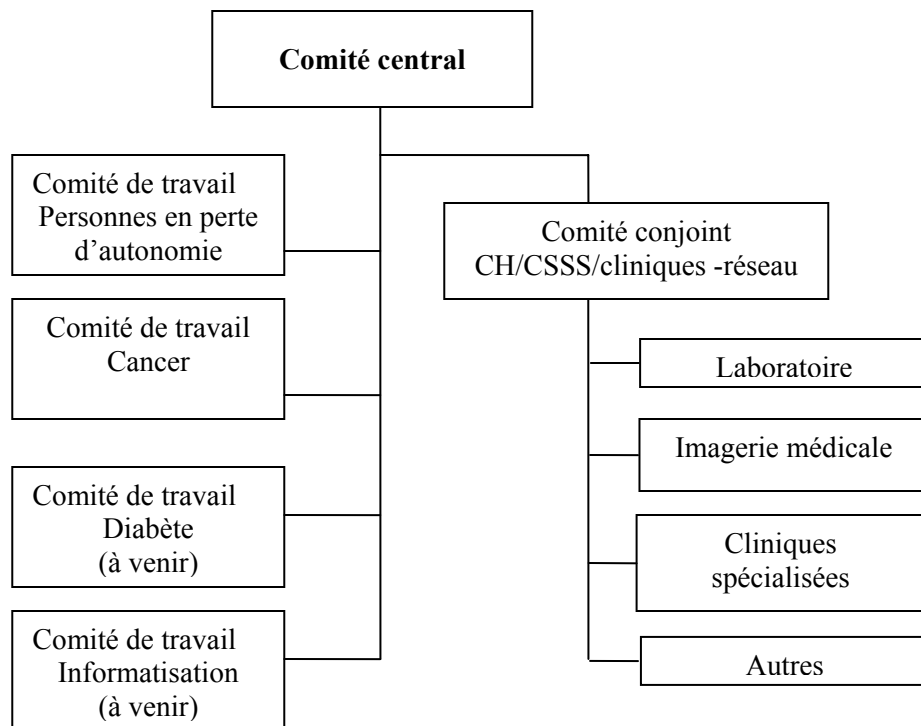 Comité central
Comité de travail
Personnes en perte
d’autonomie
Comité conjoint
CH/CSSS/cliniques -réseau
Comité de travail
Cancer
Laboratoire
Imagerie médicale
Comité de travail
Diabète
(à venir)
Cliniques
spécialisées
Comité de travail
Informatisation
(à venir)
Autres